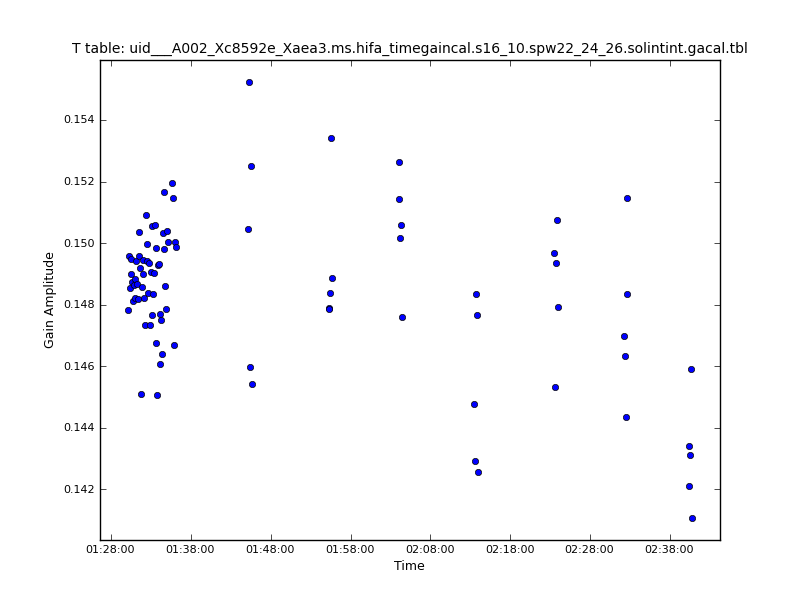 T table: uid___A002_Xc8592e_Xaea3.ms.hifa_timegaincal.s16_10.spw22_24_26.solintint.gacal.tbl
Gain Amplitude
0.154
0.152
0.150
0.148
0.146
0.144
0.142
01:28:00 01:38:00 01:48:00 01:58:00 02:08:00 02:18:00 02:28:00 02:38:00
Time